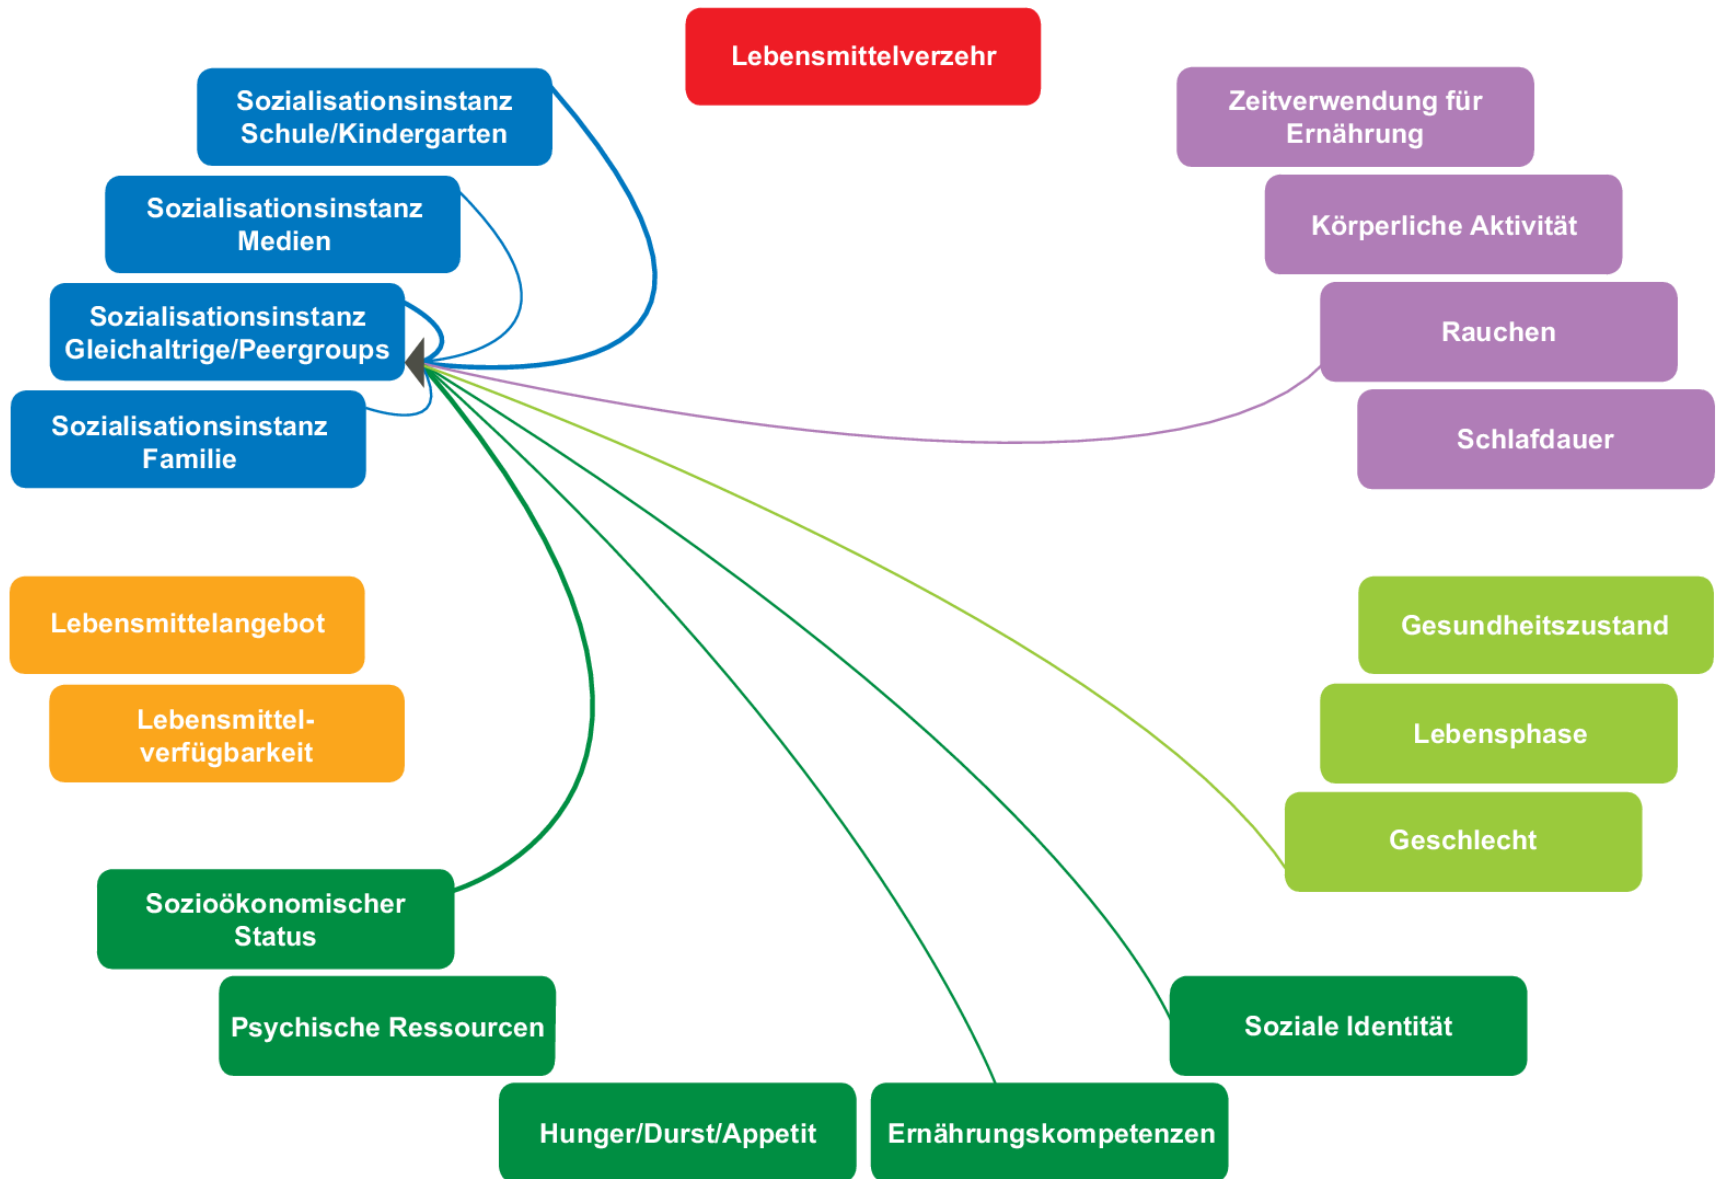 Lebensmittelverzehr
Sozialisationsinstanz
Schule/Kindergarten
Sozialisationsinstanz
Medien
Sozialisationsinstanz
Gleichaltrige/Peergroups
Sozialisationsinstanz
Familie
Lebensmittelangebot
Lebensmittel-
verfügbarkeit
Sozioökonomischer
Status
Psychische Ressourcen
Hunger/Durst/Appetit
Ernährungskompetenzen
Soziale Identität
Geschlecht
Lebensphase
Gesundheitszustand
Schlafdauer
Rauchen
Körperliche Aktivität
Zeitverwendung für
Ernährung